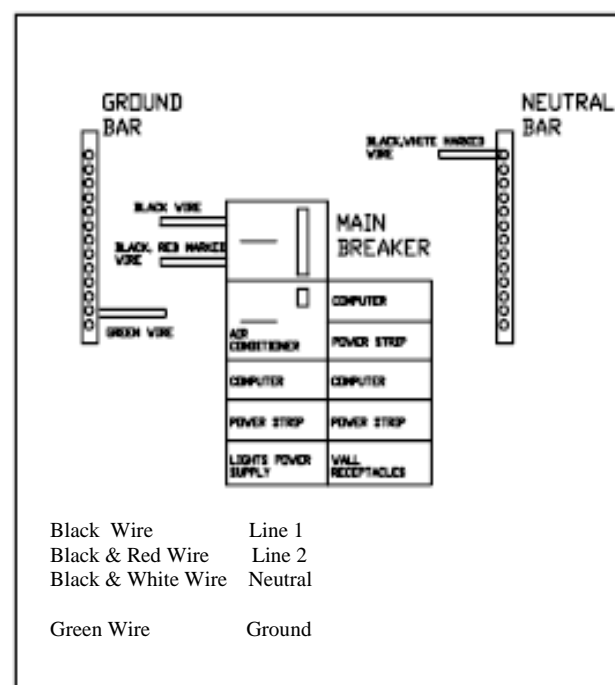 GROUND
BAR
NEUTRAL
BAR
BLACK,WHITE MARKED
WIRE
BLACK WIRE
BLACK, RED MARKED
WIRE
MAIN
BREAKER
GREEN WIRE
AIR
CONDITIONER
COMPUTER
POWER STRIP
COMPUTER
COMPUTER
POWER STRIP
POWER STRIP
LIGHTS POWER
SUPPLY
WALL
RECEPTACLES
Black Wire Line 1
Black & Red Wire Line 2
Black & White Wire Neutral
Green Wire Ground